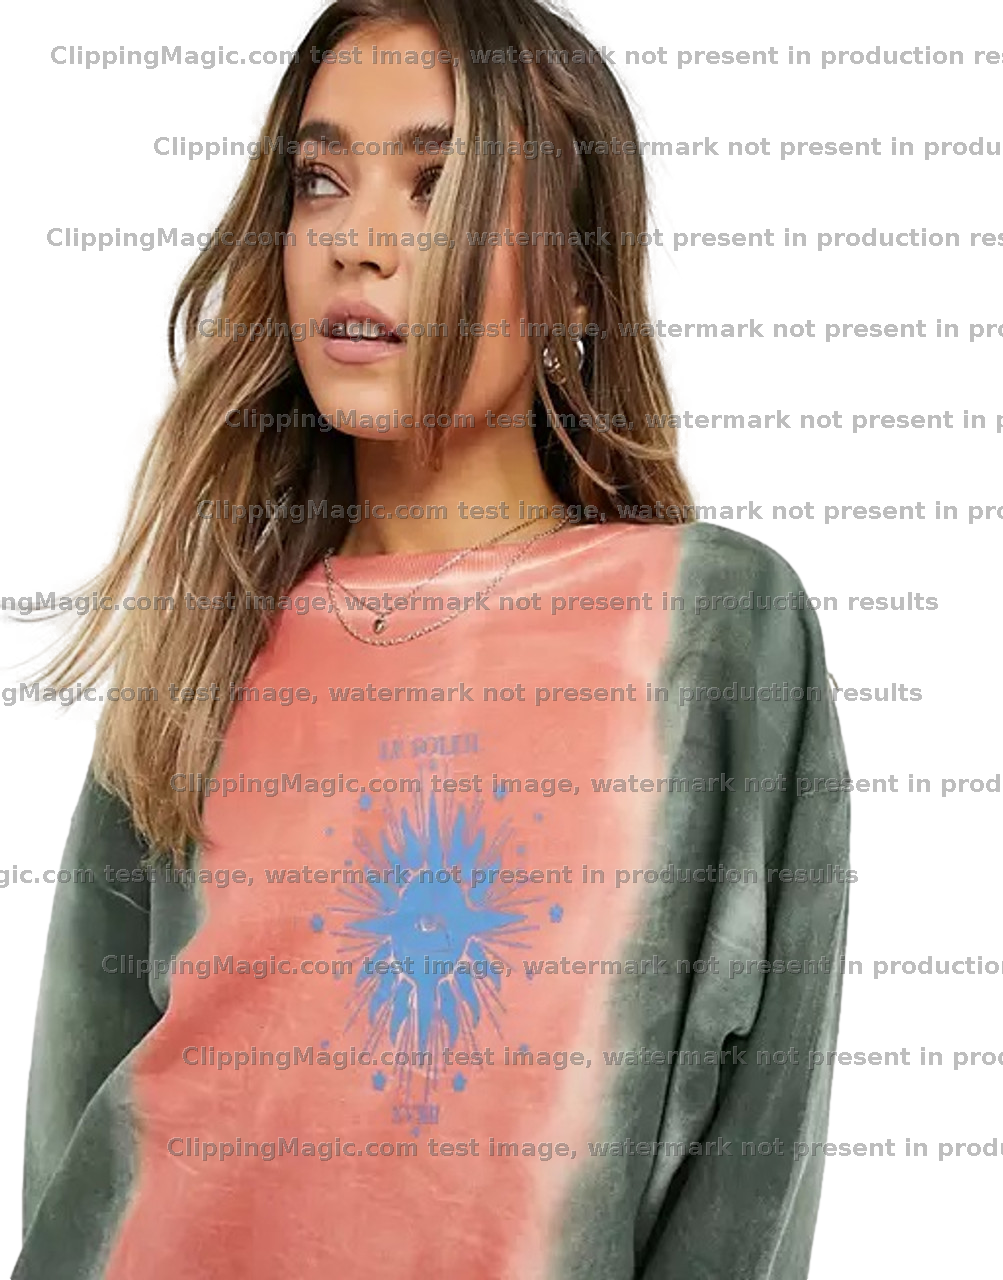 ClippingMagic.com test image, watermark not present in production res
ClippingMagic.com test image, watermark not present in produ
ClippingMagic.com test image, watermark not present in production res
ClippingMagic.com test image, watermark not present in pro
ClippingMagic.com test image, watermark not present in p
ClippingMagic.com test image, watermark not present in pro
ngMagic.com test image, watermark not present in production results
gMagic.com test image, watermark not present in production results
LE SOLEIL
ClippingMagic.com test image, watermark not present in prod
gic.com test image, watermark not present in production results
ClippingMagic.com test image, watermark not present in productio
ClippingMagic.com test image, watermark not present in proc
XVIIII
ClippingMagic.com test image, watermark not present in produ